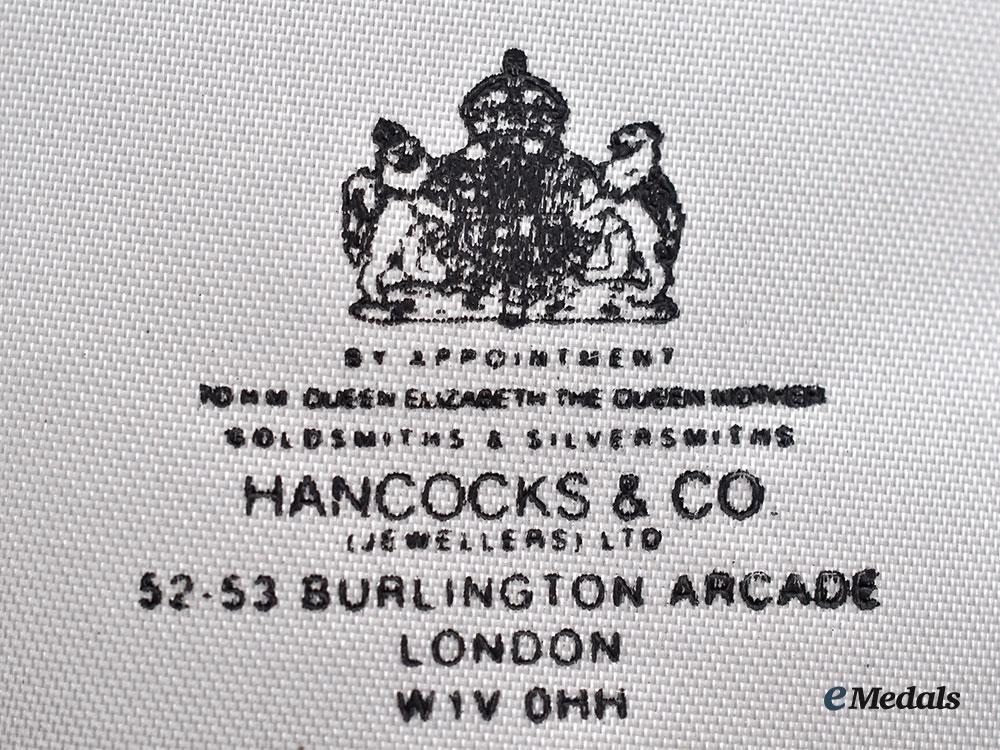 BY APPOINTMENT
TO H M QUEEN ELIZABETH THE QUEEN MOTHER
GOLDSMITHS & SILVERSMITHS
HANCOCKS & CO.
(JEWELLERS) LTD
52-53 BURLINGTON ARCADE
LONDON
W1V 0HH
eMedals